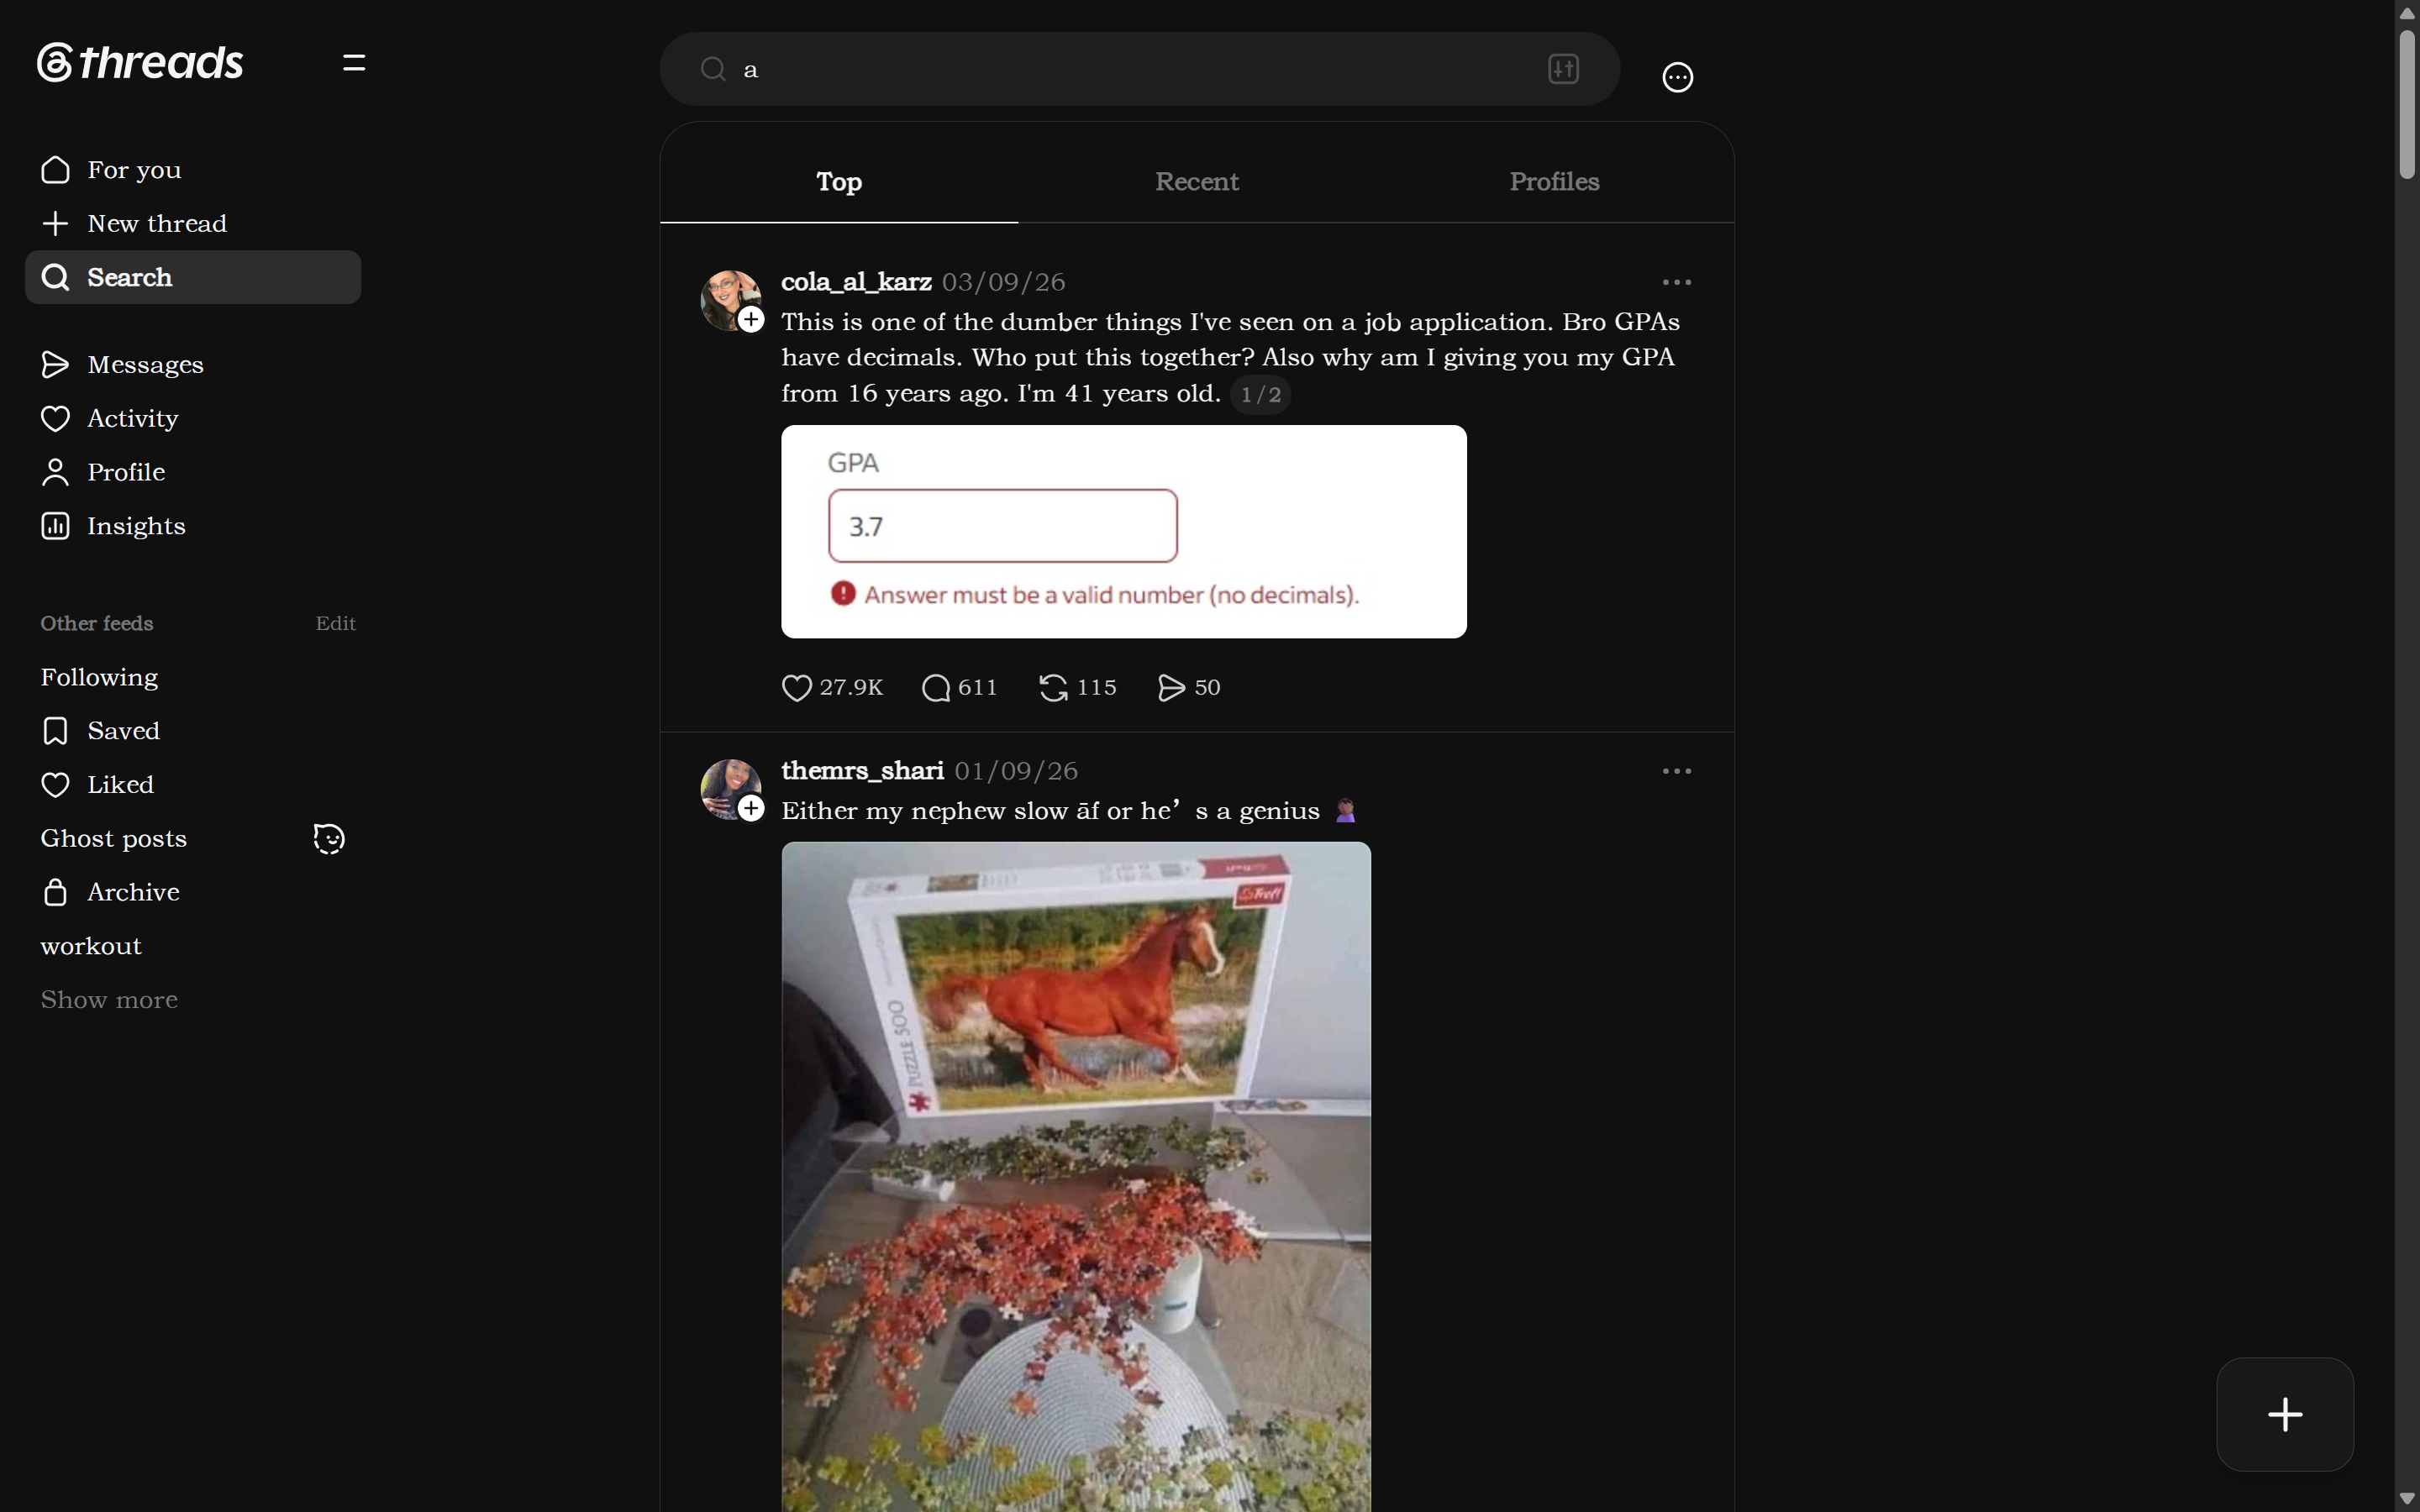 threads
a
For you
New thread
Search
Messages
Activity
Profile
Insights
Other feeds
Edit
Following
Saved
Liked
Ghost posts
Archive
workout
Show more
Top
Recent
Profiles
cola_al_karz 03/09/26
This is one of the dumber things I've seen on a job application. Bro GPAs
have decimals. Who put this together? Also why am I giving you my GPA
from 16 years ago. I'm 41 years old. 1/2
GPA
3.7
Answer must be a valid number (no decimals).
27.9K 611 115 50
themrs_shari 01/09/26
Either my nephew slow āf or he’s a genius
Trefl
PUZZLE 500